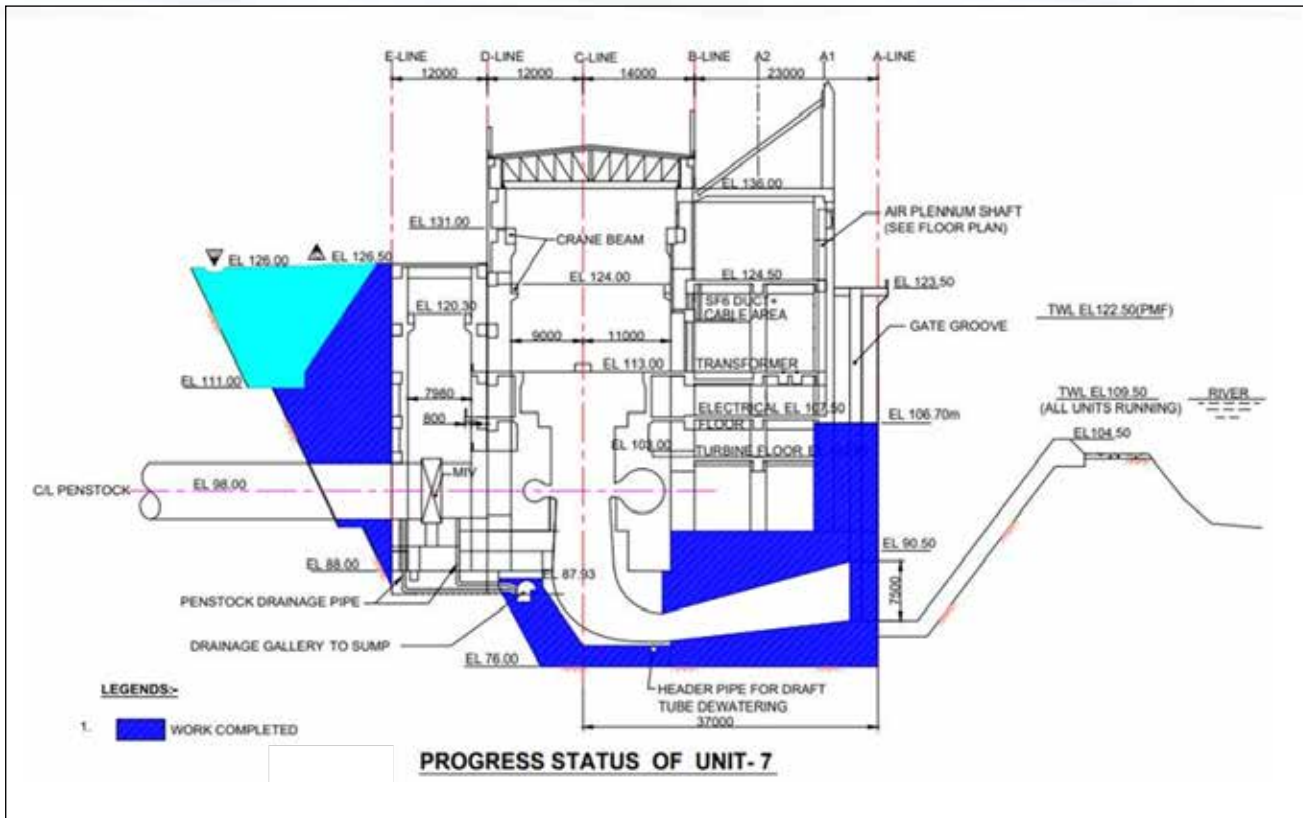 E-LINE D-LINE C-LINE B-LINE A2 A1 A-LINE
12000 12000 14000 23000
EL 136.00
EL 131.00
AIR PLENNUM SHAFT
(SEE FLOOR PLAN)
CRANE BEAM
EL 126.00 EL 126.50
EL 124.00 EL 124.50
EL 123.50
SF6 DUCT+
CABLE AREA
EL 120.30
TWL EL122.50(PMF)
GATE GROOVE
9000 11000
EL 113.00 TRANSFORMER
EL 111.00
7980
TWL EL109.50 RIVER
(ALL UNITS RUNNING)
800
ELECTRICAL EL 107.50
FLOOR
EL 106.70m
EL104.50
EL 103.00 TURBINE FLOOR
MIV
C/L PENSTOCK EL 98.00
EL 90.50
EL 88.00
EL 87.93
7500
PENSTOCK DRAINAGE PIPE
DRAINAGE GALLERY TO SUMP
EL 76.00
HEADER PIPE FOR DRAFT
TUBE DEWATERING
37000
LEGENDS:-
1. WORK COMPLETED
PROGRESS STATUS OF UNIT- 7